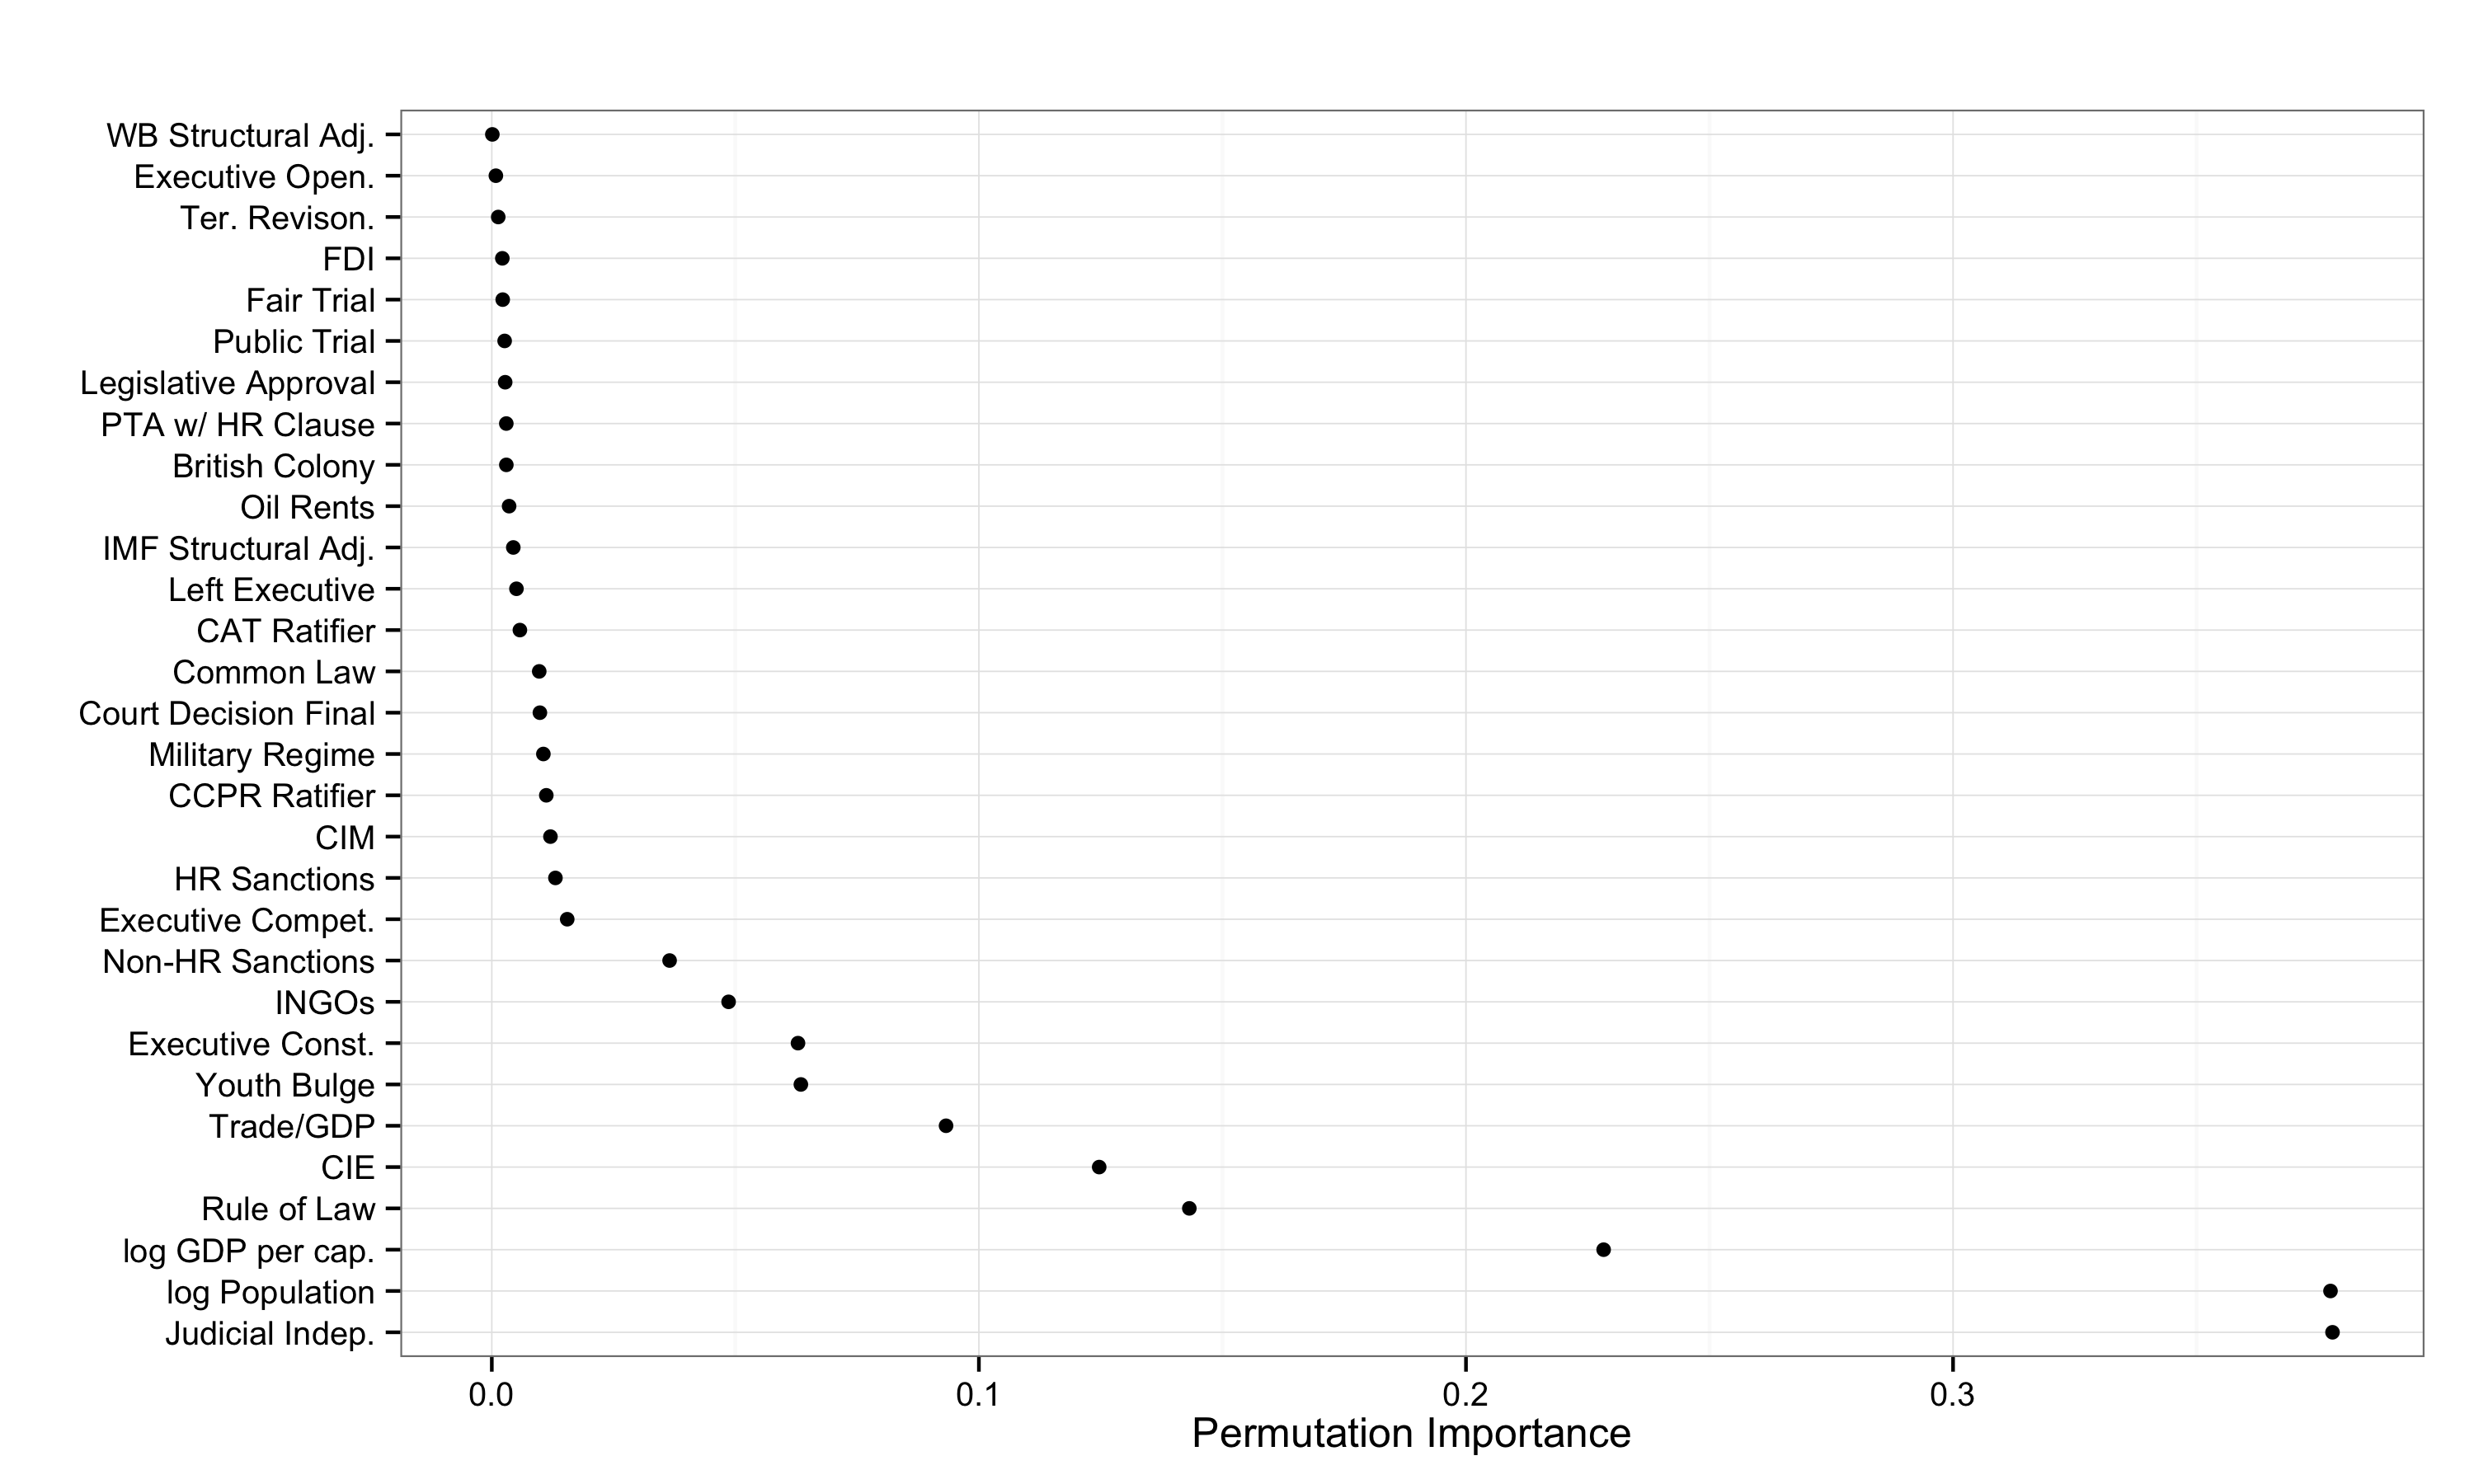 WB Structural Adj.
Executive Open.
Ter. Revison.
FDI
Fair Trial
Public Trial
Legislative Approval
PTA w/ HR Clause
British Colony
Oil Rents
IMF Structural Adj.
Left Executive
CAT Ratifier
Common Law
Court Decision Final
Military Regime
CCPR Ratifier
CIM
HR Sanctions
Executive Compet.
Non-HR Sanctions
INGOs
Executive Const.
Youth Bulge
Trade/GDP
CIE
Rule of Law
log GDP per cap.
log Population
Judicial Indep.
0.0 0.1 0.2 0.3
Permutation Importance